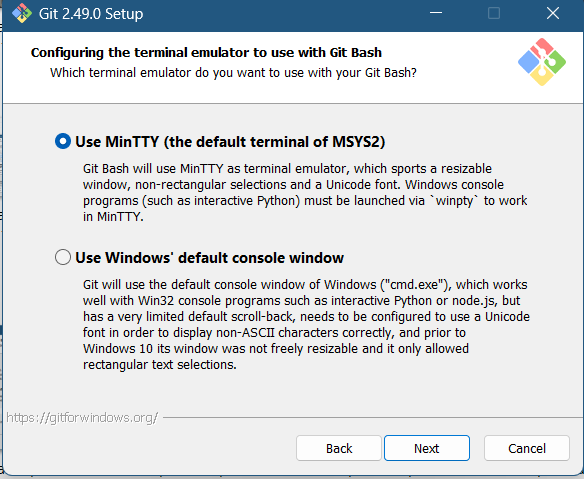 Git 2.49.0 Setup
Configuring the terminal emulator to use with Git Bash
Which terminal emulator do you want to use with your Git Bash?
Use MinTTY (the default terminal of MSYS2)
Git Bash will use MinTTY as terminal emulator, which sports a resizable
window, non-rectangular selections and a Unicode font. Windows console
programs (such as interactive Python) must be launched via `winpty` to work
in MinTTY.
Use Windows' default console window
Git will use the default console window of Windows ("cmd.exe"), which works
well with Win32 console programs such as interactive Python or node.js, but
has a very limited default scroll-back, needs to be configured to use a Unicode
font in order to display non-ASCII characters correctly, and prior to
Windows 10 its window was not freely resizable and it only allowed
rectangular text selections.
https://gitforwindows.org/
Back
Next
Cancel